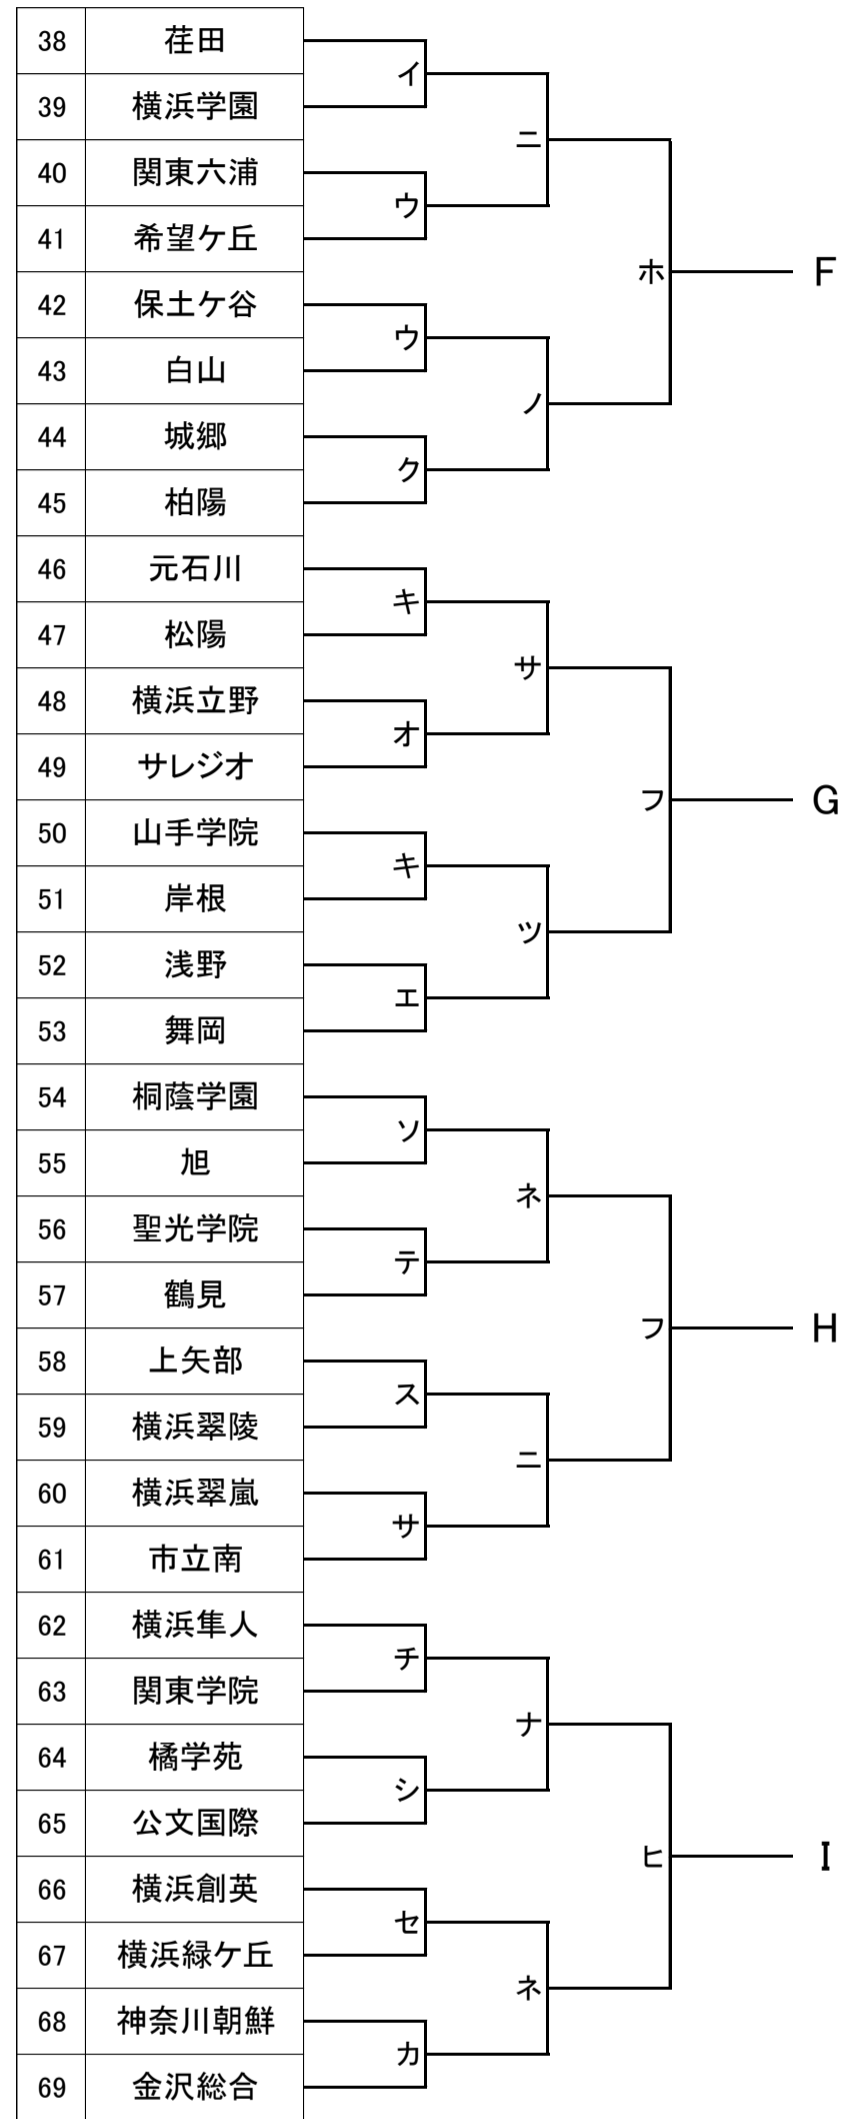 38 荏田
イ
39 横浜学園
ニ
40 関東六浦
ウ
41 希望ケ丘
ホ F
42 保土ケ谷
ウ
43 白山
ノ
44 城郷
ク
45 柏陽
46 元石川
キ
47 松陽
サ
48 横浜立野
オ
49 サレジオ
フ G
50 山手学院
キ
51 岸根
ツ
52 浅野
エ
53 舞岡
54 桐蔭学園
ソ
55 旭
ネ
56 聖光学院
テ
57 鶴見
フ H
58 上矢部
ス
59 横浜翠陵
ニ
60 横浜翠嵐
サ
61 市立南
62 横浜隼人
チ
63 関東学院
ナ
64 橘学苑
シ
65 公文国際
ヒ I
66 横浜創英
セ
67 横浜緑ケ丘
ネ
68 神奈川朝鮮
カ
69 金沢総合